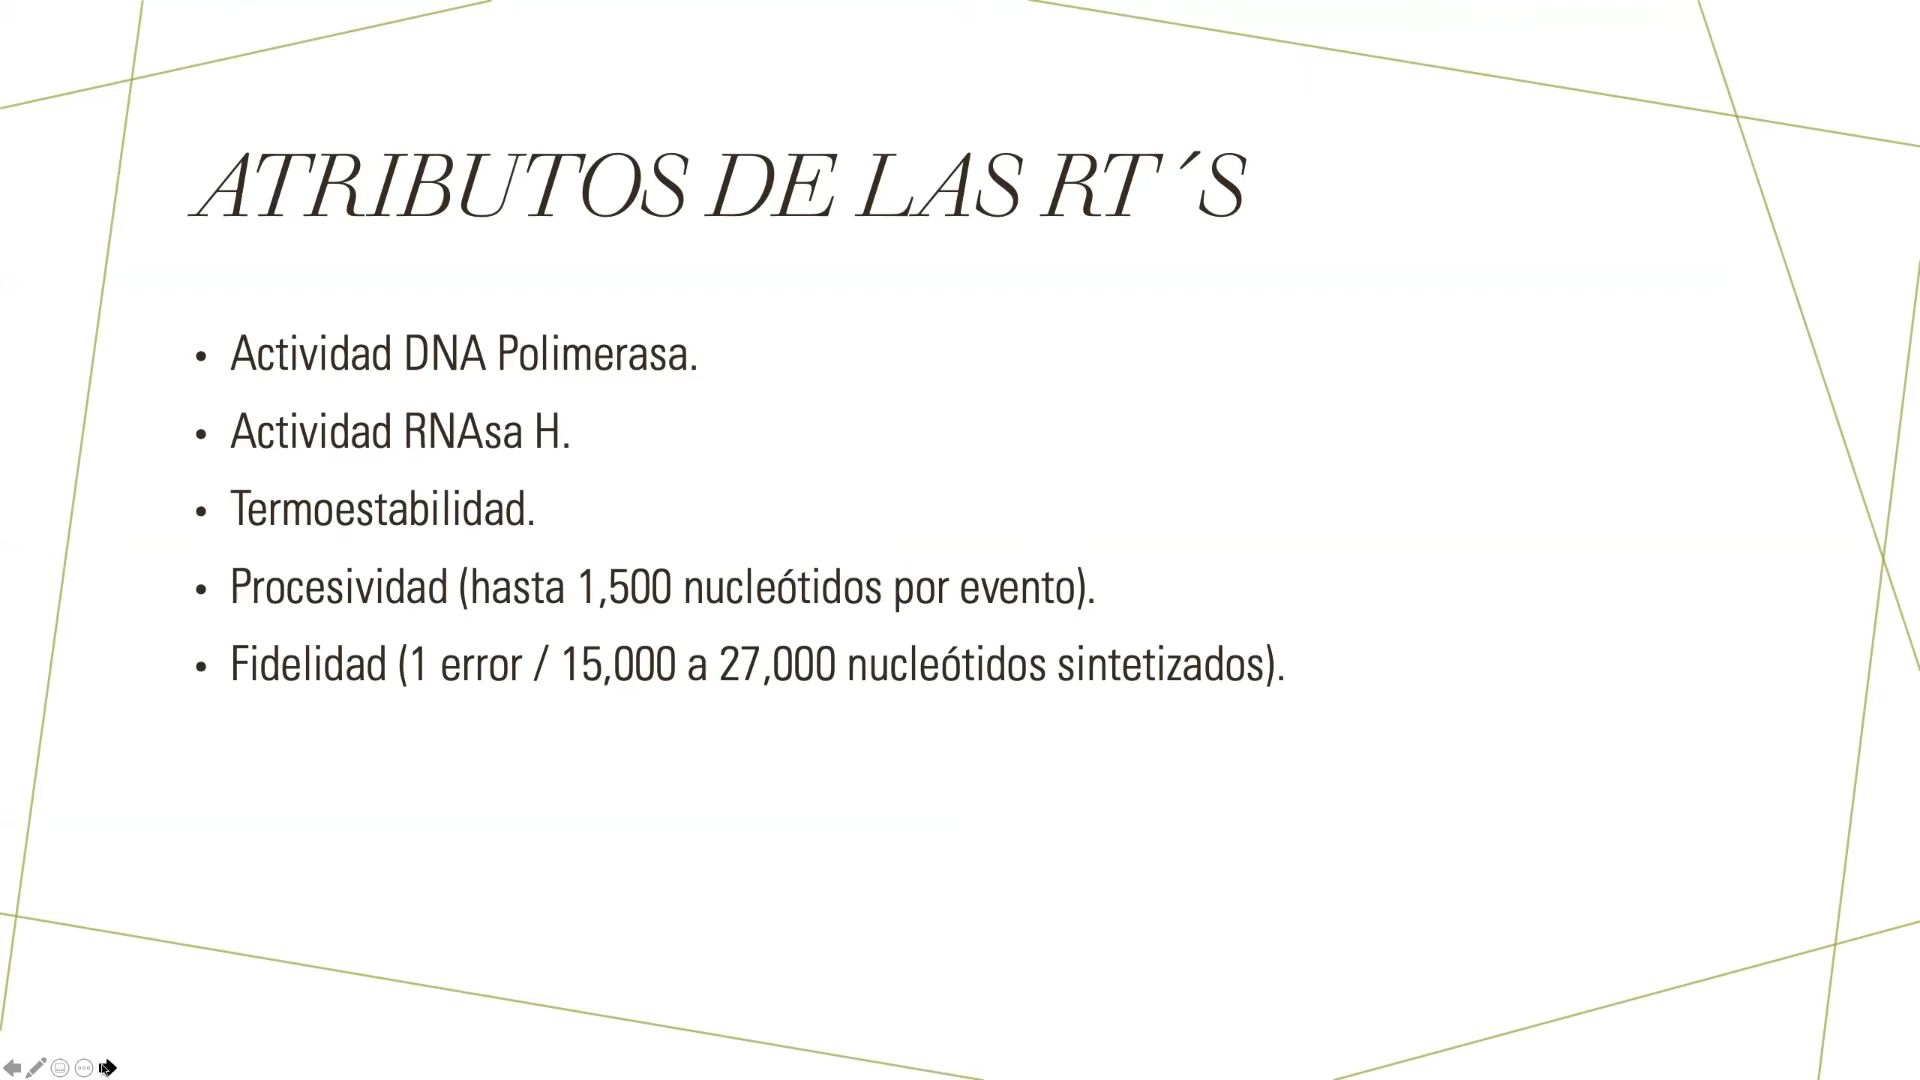 ATRIBUTOS DE LAS RT´S
• Actividad DNA Polimerasa.
• Actividad RNAsa H.
• Termoestabilidad.
• Procesividad (hasta 1,500 nucleótidos por evento).
• Fidelidad (1 error / 15,000 a 27,000 nucleótidos sintetizados).